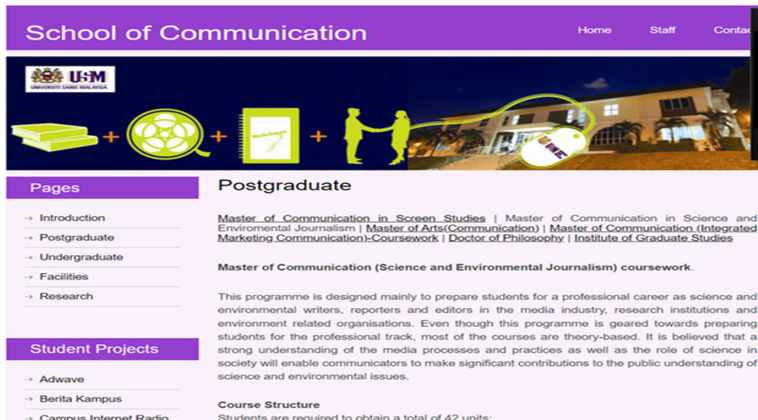 School of Communication
Home
Staff
USM
UNIVERSITI SAINS MALAYSIA
Berita Kampus
Pages
Introduction
Postgraduate
Undergraduate
Facilities
Research
Student Projects
Adwave
Berita Kampus
Campus Internet Radio
Postgraduate
Master of Communication in Screen Studies | Master of Communication in Science and
Enviromental Journalism | Master of Arts(Communication) | Master of Communication (Integrated
Marketing Communication)-Coursework | Doctor of Philosophy | Institute of Graduate Studies
Master of Communication (Science and Environmental Journalism) coursework.
This programme is designed mainly to prepare students for a professional career as science and
environmental writers, reporters and editors in the media industry, research institutions and
environment related organisations. Even though this programme is geared towards preparing
students for the professional track, most of the courses are theory-based. It is believed that a
strong understanding of the media processes and practices as well as the role of science in
society will enable communicators to make significant contributions to the public understanding of
science and environmental issues.
Course Structure
Students are required to obtain a total of 42 units: